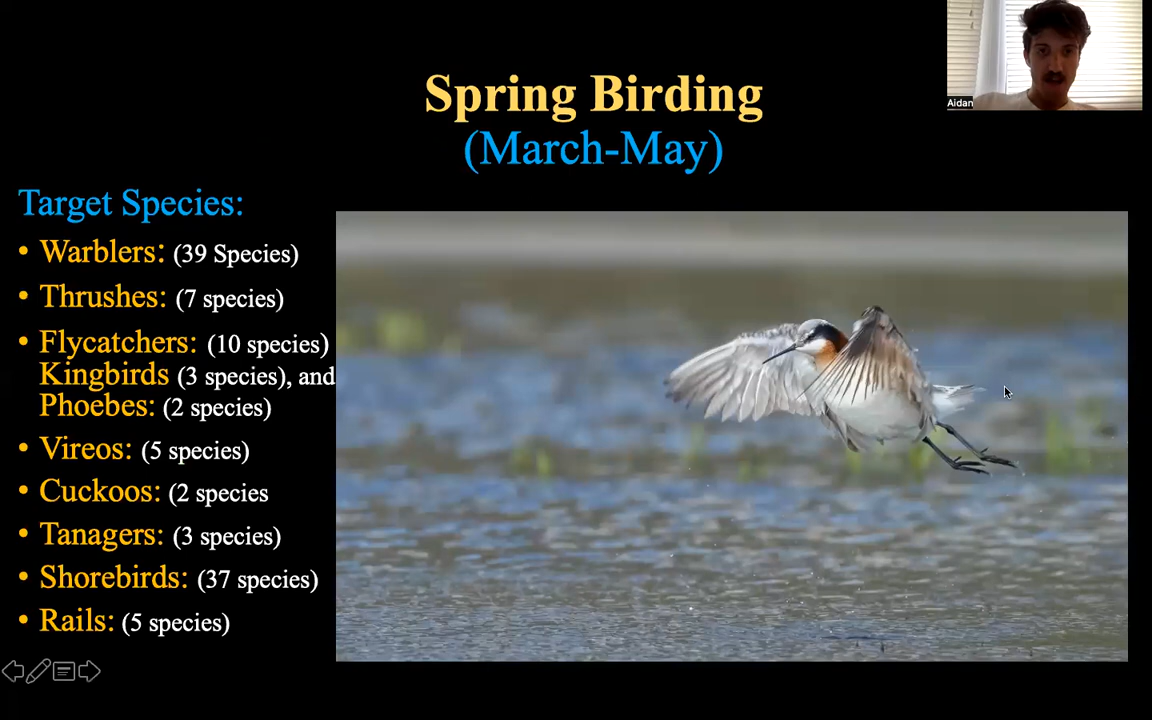 Aidan
Spring Birding
(March-May)
Target Species:
• Warblers: (39 Species)
• Thrushes: (7 species)
• Flycatchers: (10 species)
Kingbirds (3 species), and
Phoebes: (2 species)
• Vireos: (5 species)
• Cuckoos: (2 species
• Tanagers: (3 species)
• Shorebirds: (37 species)
• Rails: (5 species)